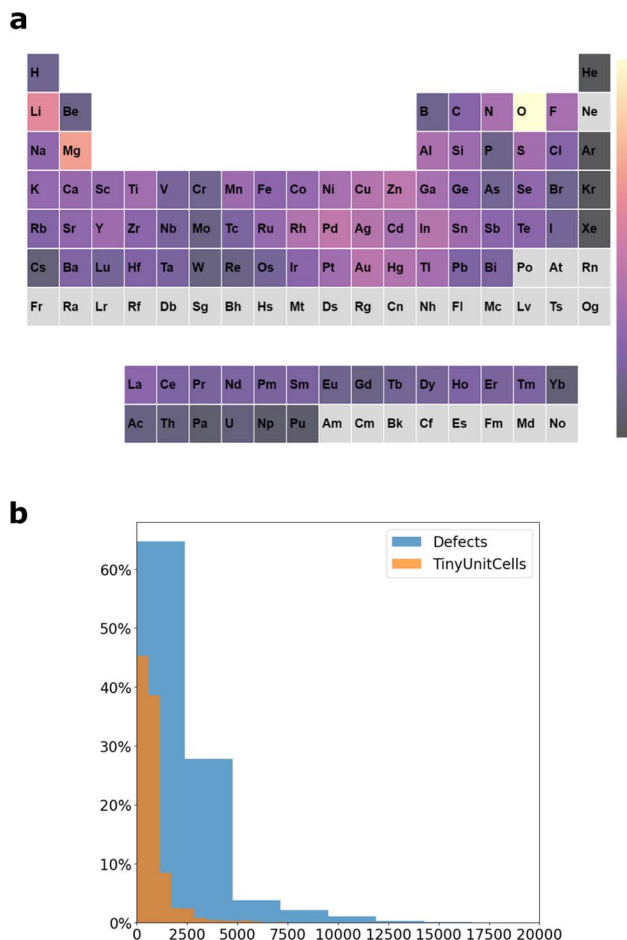 a
H He
Li Be B C N O F Ne
Na Mg Al Si P S Cl Ar
K Ca Sc Ti V Cr Mn Fe Co Ni Cu Zn Ga Ge As Se Br Kr
Rb Sr Y Zr Nb Mo Tc Ru Rh Pd Ag Cd In Sn Sb Te I Xe
Cs Ba Lu Hf Ta W Re Os Ir Pt Au Hg Tl Pb Bi Po At Rn
Fr Ra Lr Rf Db Sg Bh Hs Mt Ds Rg Cn Nh Fl Mc Lv Ts Og
La Ce Pr Nd Pm Sm Eu Gd Tb Dy Ho Er Tm Yb
Ac Th Pa U Np Pu Am Cm Bk Cf Es Fm Md No
b
Defects
TinyUnitCells
60%
50%
40%
30%
20%
10%
0%
0 2500 5000 7500 10000 12500 15000 17500 20000